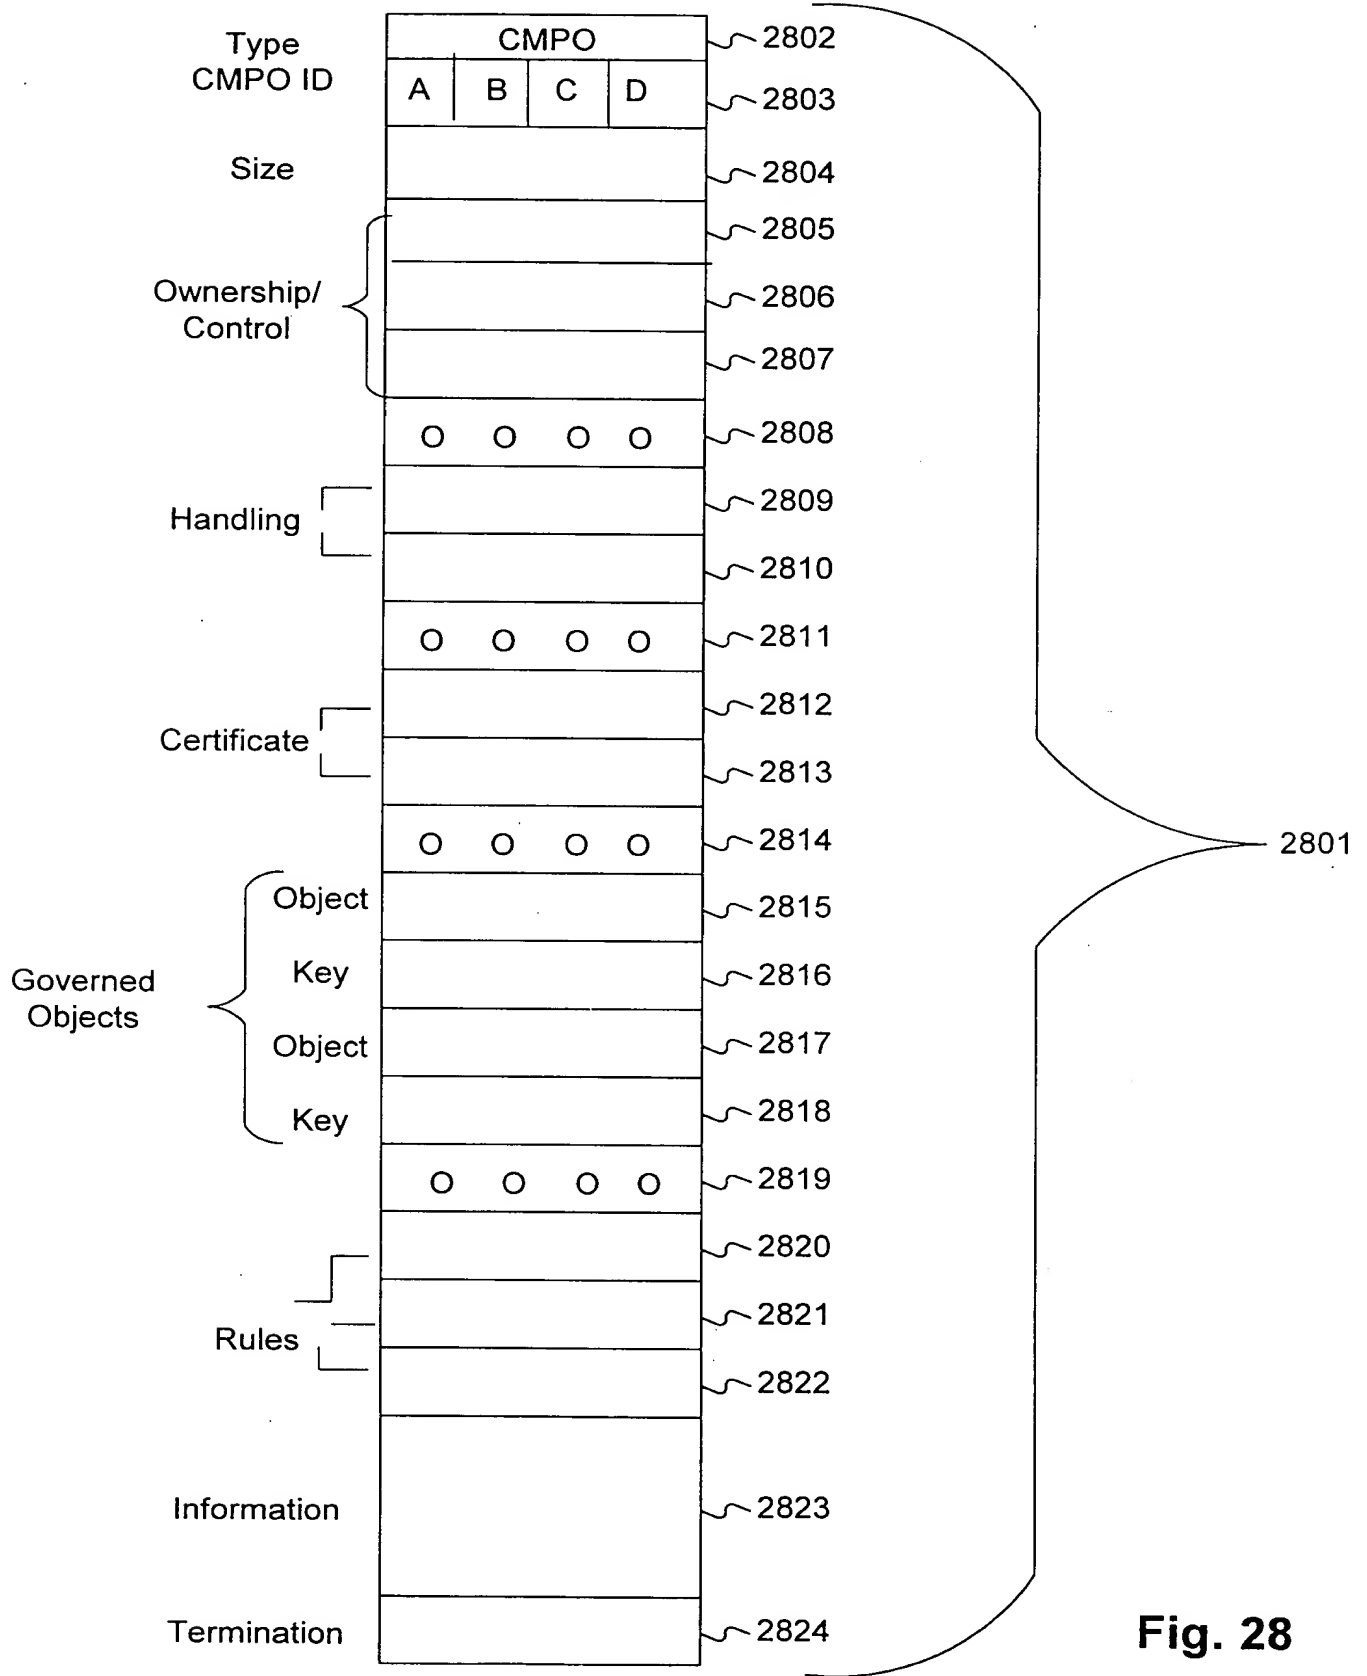 Type
CMPO
2802
CMPO ID
A B C D
2803
Size
2804
2805
Ownership/
Control
2806
2807
O O O O
2808
Handling
2809
2810
O O O O
2811
Certificate
2812
2813
O O O O
2814
2801
Governed
Objects
Object
2815
Key
2816
Object
2817
Key
2818
O O O O
2819
2820
Rules
2821
2822
Information
2823
Termination
2824
Fig. 28